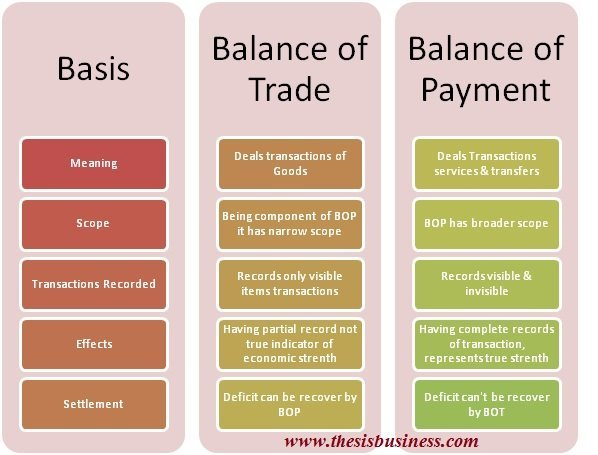 Basis
Balance of
Trade
Balance of
Payment
Meaning
Deals transactions of
Goods
Deals Transactions
services & transfers
Scope
Being component of BOP
it has narrow scope
BOP has broader scope
Transactions Recorded
Records only visible
items transactions
Records visible &
invisible
Effects
Having partial record not
true indicator of
economic strenth
Having complete records
of transaction,
represents true strenth
Settlement
Deficit can be recover by
BOP
Deficit can't be recover
by BOT
www.thesisbusiness.com